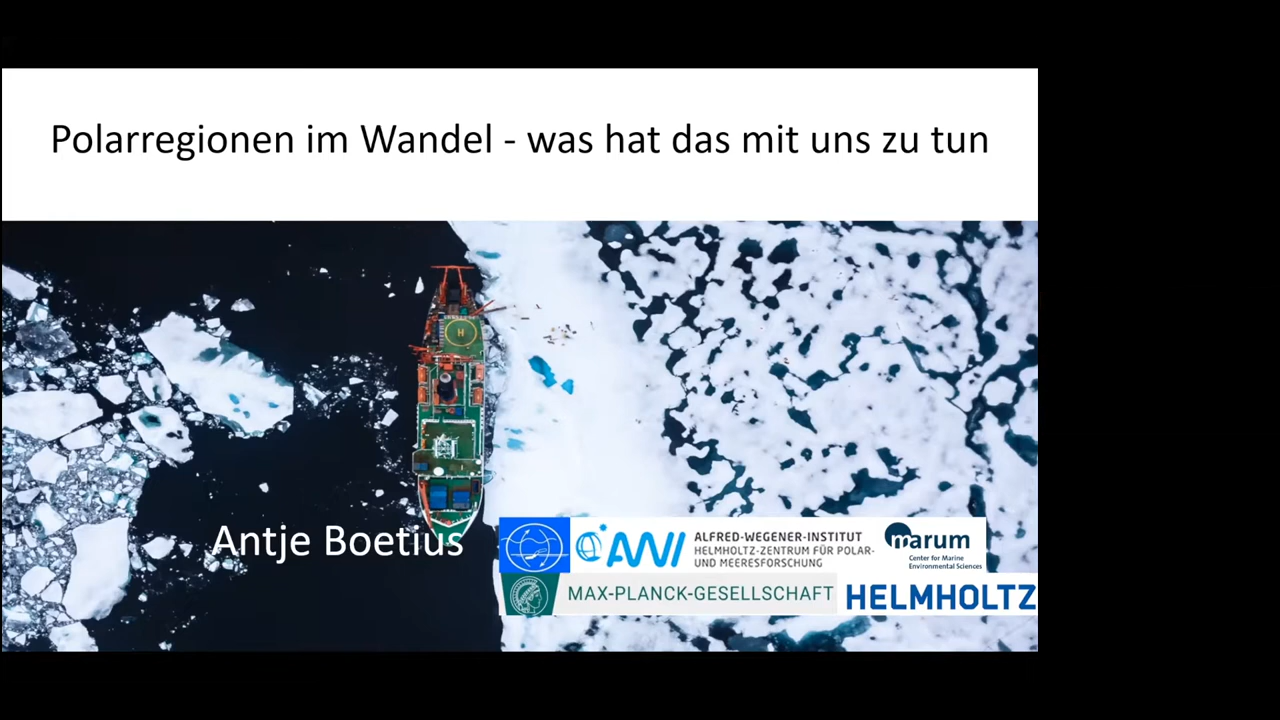 Polarregionen im Wandel - was hat das mit uns zu tun
H
Antje Boetius
AWI
ALFRED-WEGENER-INSTITUT
HELMHOLTZ-ZENTRUM FÜR POLAR-
UND MEERESFORSCHUNG
marum
Center for Marine
Environmental Sciences
MAX-PLANCK-GESELLSCHAFT
HELMHOLTZ